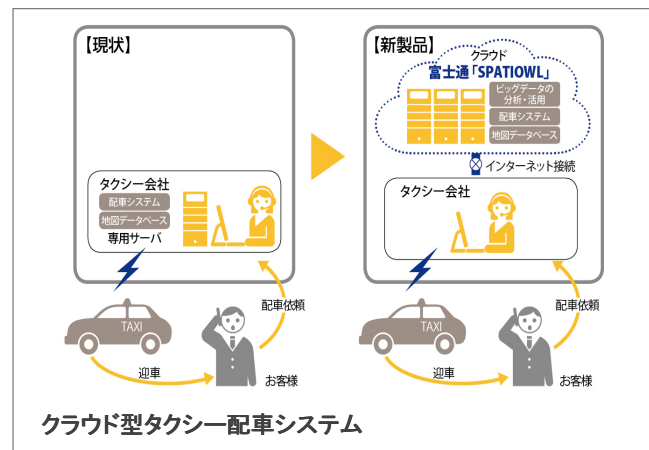 【現状】
タクシー会社
配車システム
地図データベース
専用サーバ
TAXI
配車依頼
迎車
お客様
【新製品】
クラウド
富士通「SPATIOWL」
ビッグデータの
分析・活用
配車システム
地図データベース
インターネット接続
タクシー会社
TAXI
配車依頼
迎車
お客様
クラウド型タクシー配車システム